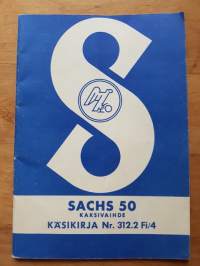 S
SACHS 50
KAKSIVAIHDE
KÄSIKIRJA Nr. 312.2 Fi/4